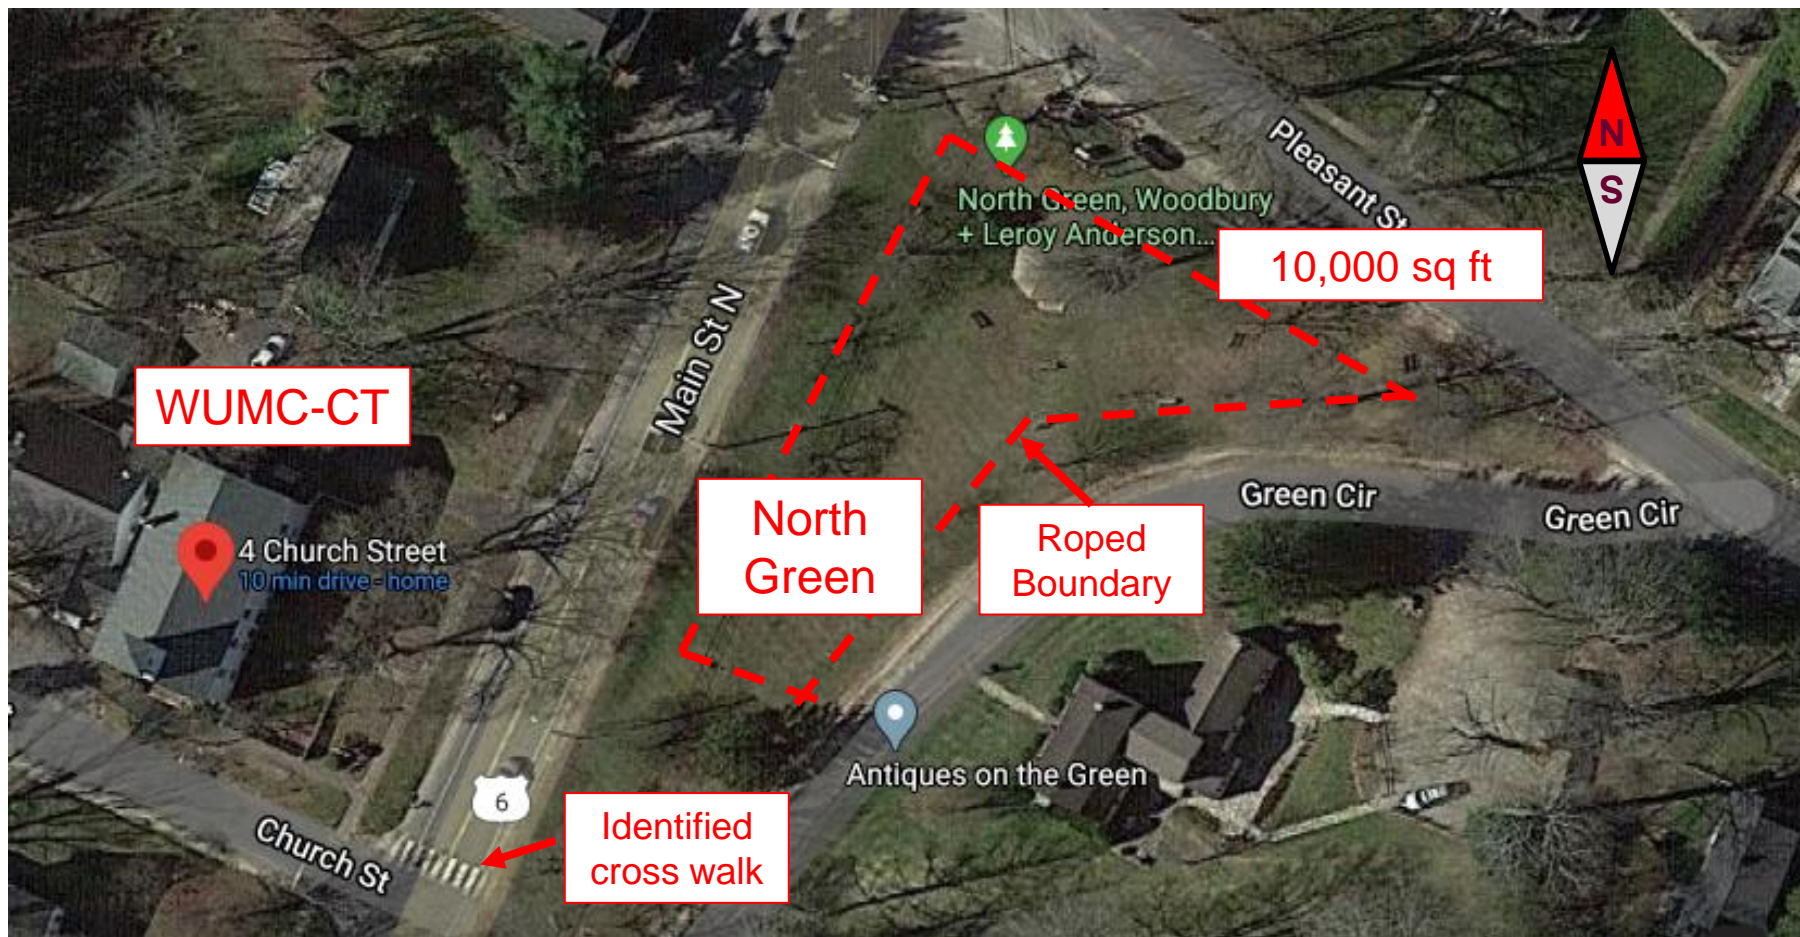 N
S
Pleasant St
North Green, Woodbury
+ Leroy Anderson...
10,000 sq ft
Main St N
WUMC-CT
North
Green
Roped
Boundary
Green Cir
Green Cir
4 Church Street
10 min drive - home
Antiques on the Green
6
Identified
cross walk
Church St